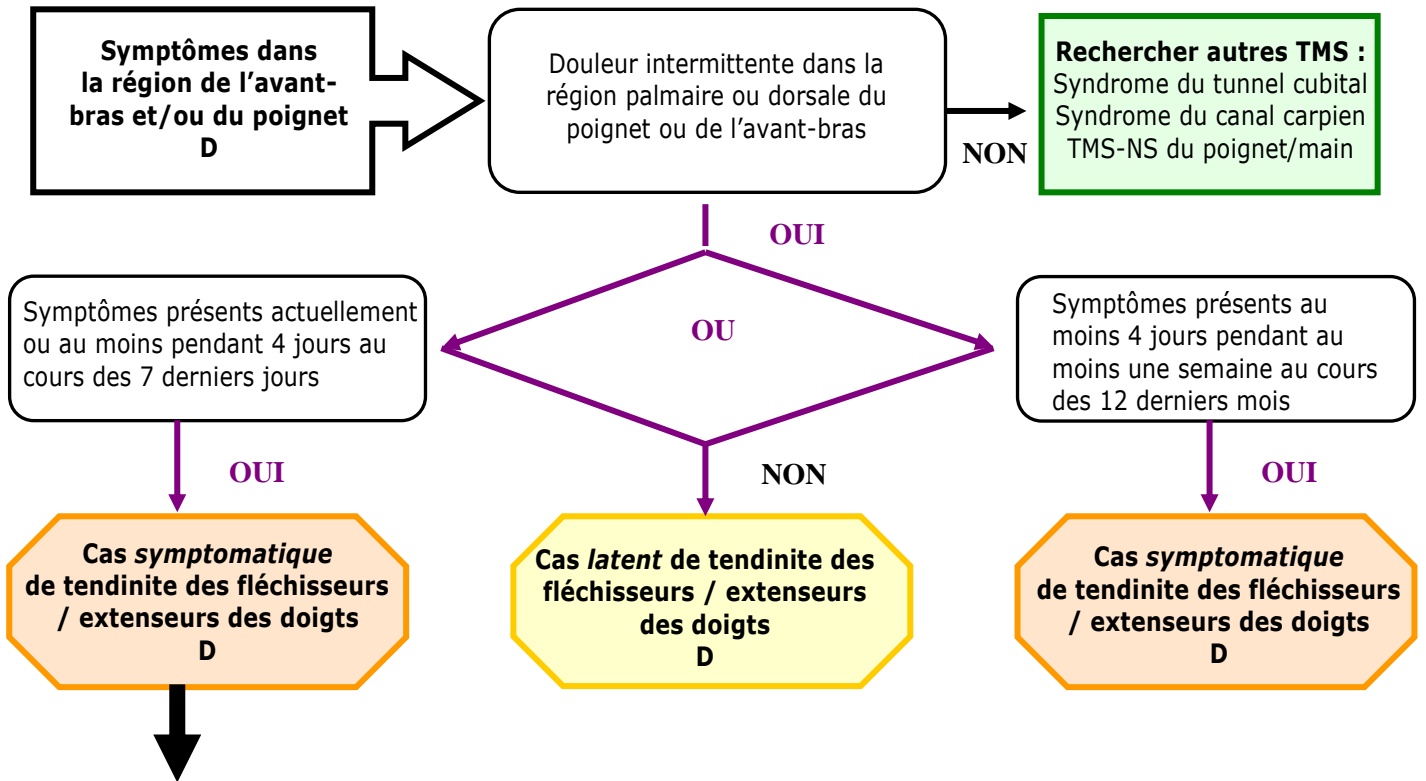 Symptômes dans
la région de l’avant-
bras et/ou du poignet
D
Douleur intermittente dans la
région palmaire ou dorsale du
poignet ou de l’avant-bras
NON
Rechercher autres TMS :
Syndrome du tunnel cubital
Syndrome du canal carpien
TMS-NS du poignet/main
OUI
Symptômes présents actuellement
ou au moins pendant 4 jours au
cours des 7 derniers jours
OU
Symptômes présents au
moins 4 jours pendant au
moins une semaine au cours
des 12 derniers mois
OUI
NON
OUI
Cas symptomatique
de tendinite des fléchisseurs
/ extenseurs des doigts
D
Cas latent de tendinite des
fléchisseurs / extenseurs
des doigts
D
Cas symptomatique
de tendinite des fléchisseurs
/ extenseurs des doigts
D